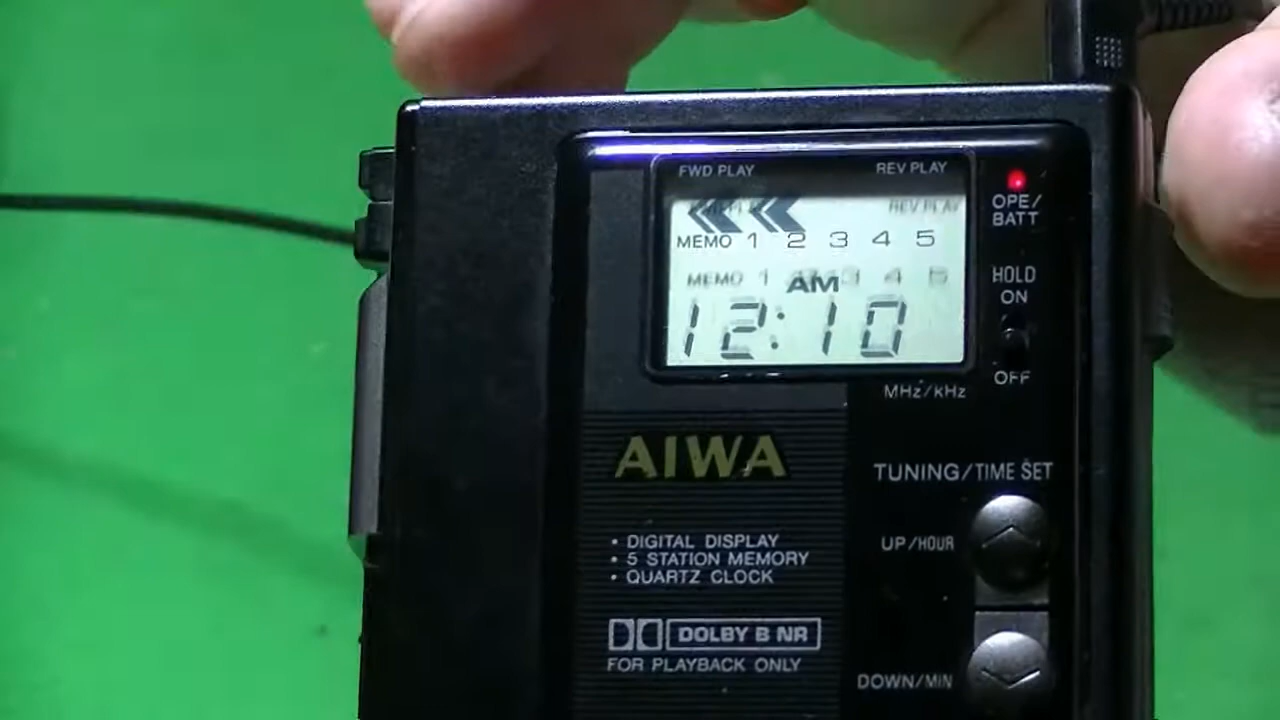 FWD PLAY REV PLAY
MEMO 1 2 3 4 5
AM
12:10
OPE/
BATT
HOLD
ON
OFF
MHz/kHz
AIWA
TUNING/TIME SET
• DIGITAL DISPLAY
• 5 STATION MEMORY
• QUARTZ CLOCK
UP/HOUR
DOLBY B NR
FOR PLAYBACK ONLY
DOWN/MIN